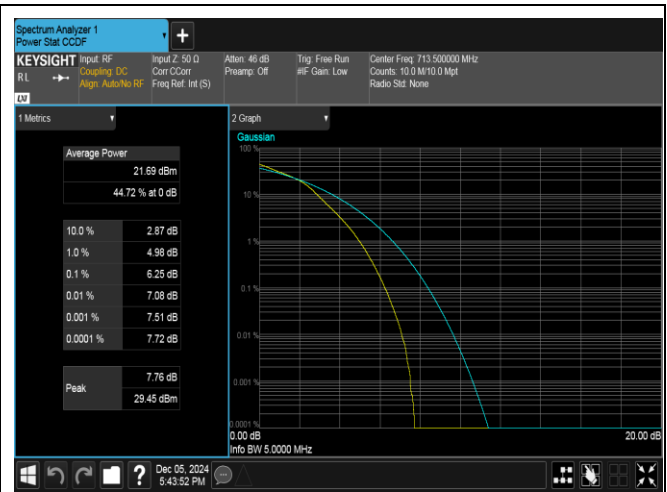 Spectrum Analyzer 1
Power Stat CCDF
+
KEYSIGHT
RL
LXI
Input: RF
Coupling: DC
Align: Auto/No RF
Input Z: 50 Ω
Corr CCorr
Freq Ref: Int (S)
Atten: 46 dB
Preamp: Off
Trig: Free Run
#IF Gain: Low
Center Freq: 713.500000 MHz
Counts: 10.0 M/10.0 Mpt
Radio Std: None
1 Metrics
Average Power
21.69 dBm
44.72 % at 0 dB
10.0 % 2.87 dB
1.0 % 4.98 dB
0.1 % 6.25 dB
0.01 % 7.08 dB
0.001 % 7.51 dB
0.0001 % 7.72 dB
Peak
7.76 dB
29.45 dBm
2 Graph
Gaussian
100 %
10 %
1 %
0.1 %
0.01 %
0.001 %
0.0001 %
0.00 dB
20.00 dB
Info BW 5.0000 MHz
?
Dec 05, 2024
5:43:52 PM